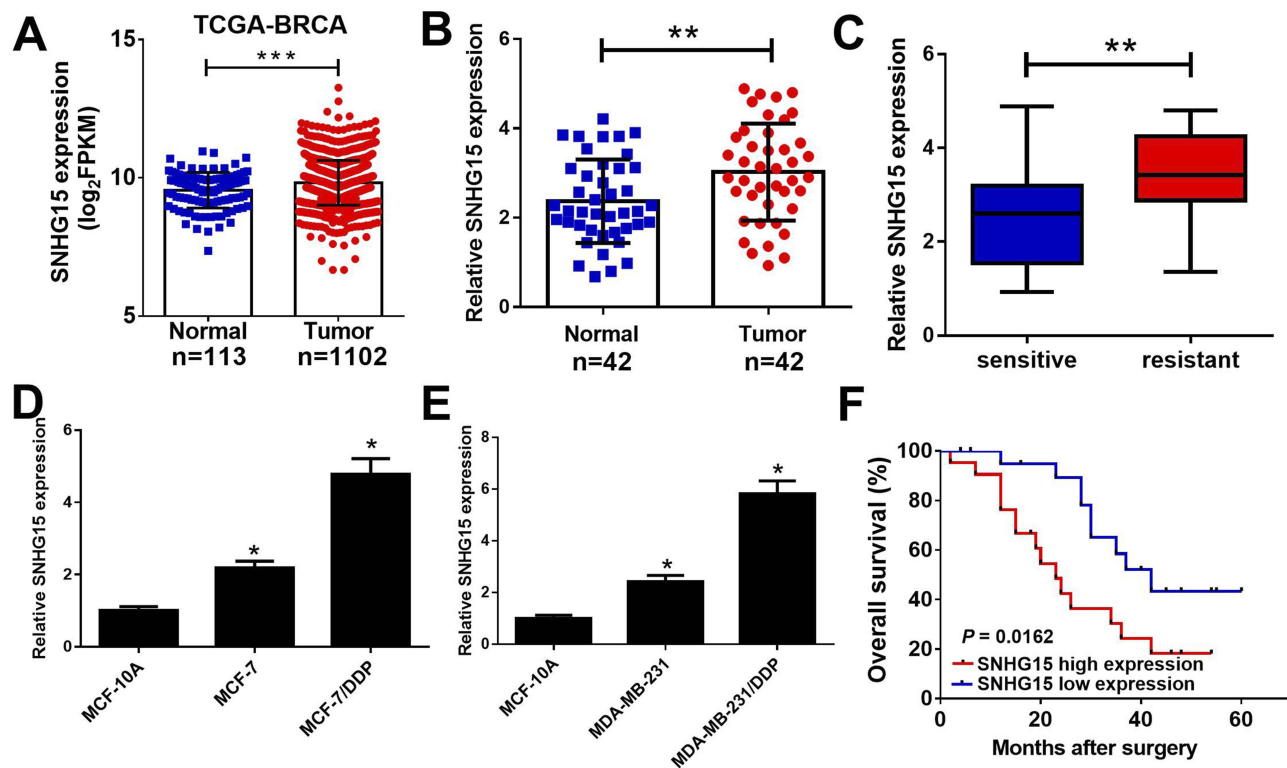 A
TCGA-BRCA
SNHG15 expression
(log2FPKM)
15
10
5
***
Normal
n=113
Tumor
n=1102
B
Relative SNHG15 expression
6
4
2
0
**
Normal
n=42
Tumor
n=42
C
Relative SNHG15 expression
6
4
2
0
**
sensitive
resistant
D
Relative SNHG15 expression
6
4
2
0
*
*
MCF-10A
MCF-7
MCF-7/DDP
E
Relative SNHG15 expression
8
6
4
2
0
*
*
MCF-10A
MDA-MB-231
MDA-MB-231/DDP
F
Overall survival (%)
100
80
60
40
20
P = 0.0162
SNHG15 high expression
SNHG15 low expression
0
20
40
60
Months after surgery